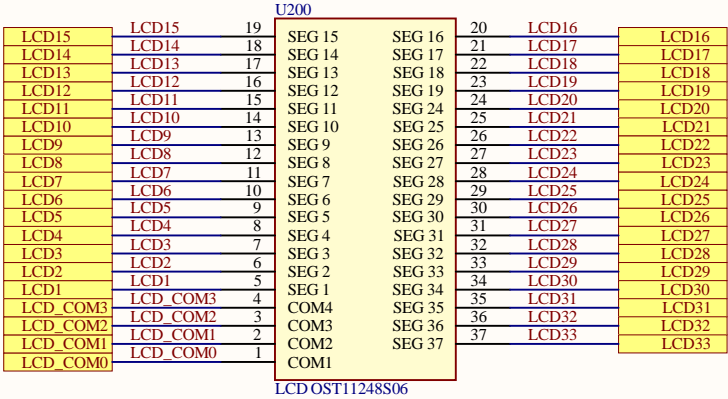 U200
LCD15 LCD15 19 SEG 15 SEG 16 20 LCD16 LCD16
LCD14 LCD14 18 SEG 14 SEG 17 21 LCD17 LCD17
LCD13 LCD13 17 SEG 13 SEG 18 22 LCD18 LCD18
LCD12 LCD12 16 SEG 12 SEG 19 23 LCD19 LCD19
LCD11 LCD11 15 SEG 11 SEG 24 24 LCD20 LCD20
LCD10 LCD10 14 SEG 10 SEG 25 25 LCD21 LCD21
LCD9 LCD9 13 SEG 9 SEG 26 26 LCD22 LCD22
LCD8 LCD8 12 SEG 8 SEG 27 27 LCD23 LCD23
LCD7 LCD7 11 SEG 7 SEG 28 28 LCD24 LCD24
LCD6 LCD6 10 SEG 6 SEG 29 29 LCD25 LCD25
LCD5 LCD5 9 SEG 5 SEG 30 30 LCD26 LCD26
LCD4 LCD4 8 SEG 4 SEG 31 31 LCD27 LCD27
LCD3 LCD3 7 SEG 3 SEG 32 32 LCD28 LCD28
LCD2 LCD2 6 SEG 2 SEG 33 33 LCD29 LCD29
LCD1 LCD1 5 SEG 1 SEG 34 34 LCD30 LCD30
LCD_COM3 LCD_COM3 4 COM4 SEG 35 35 LCD31 LCD31
LCD_COM2 LCD_COM2 3 COM3 SEG 36 36 LCD32 LCD32
LCD_COM1 LCD_COM1 2 COM2 SEG 37 37 LCD33 LCD33
LCD_COM0 LCD_COM0 1 COM1
LCD OST11248S06